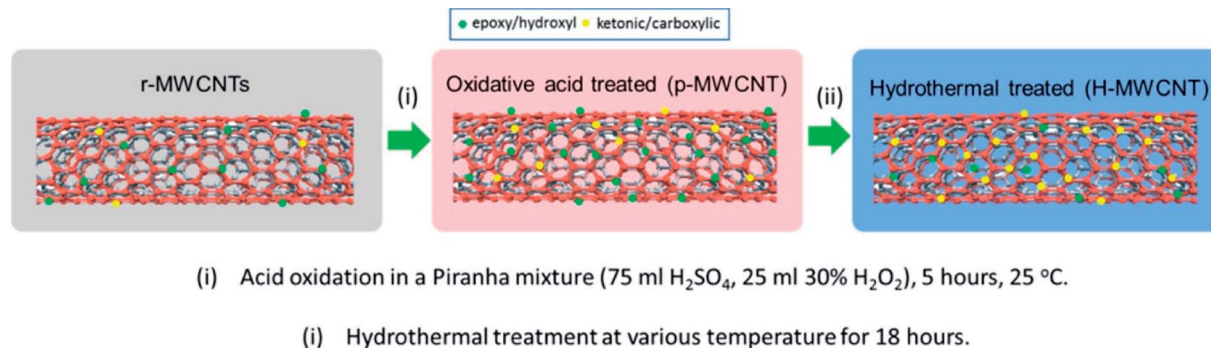 epoxy/hydroxyl ketonic/carboxylic
r-MWCNTs
(i)
Oxidative acid treated (p-MWCNT)
(ii)
Hydrothermal treated (H-MWCNT)
(i) Acid oxidation in a Piranha mixture (75 ml H₂SO₄, 25 ml 30% H₂O₂), 5 hours, 25 °C.
(i) Hydrothermal treatment at various temperature for 18 hours.